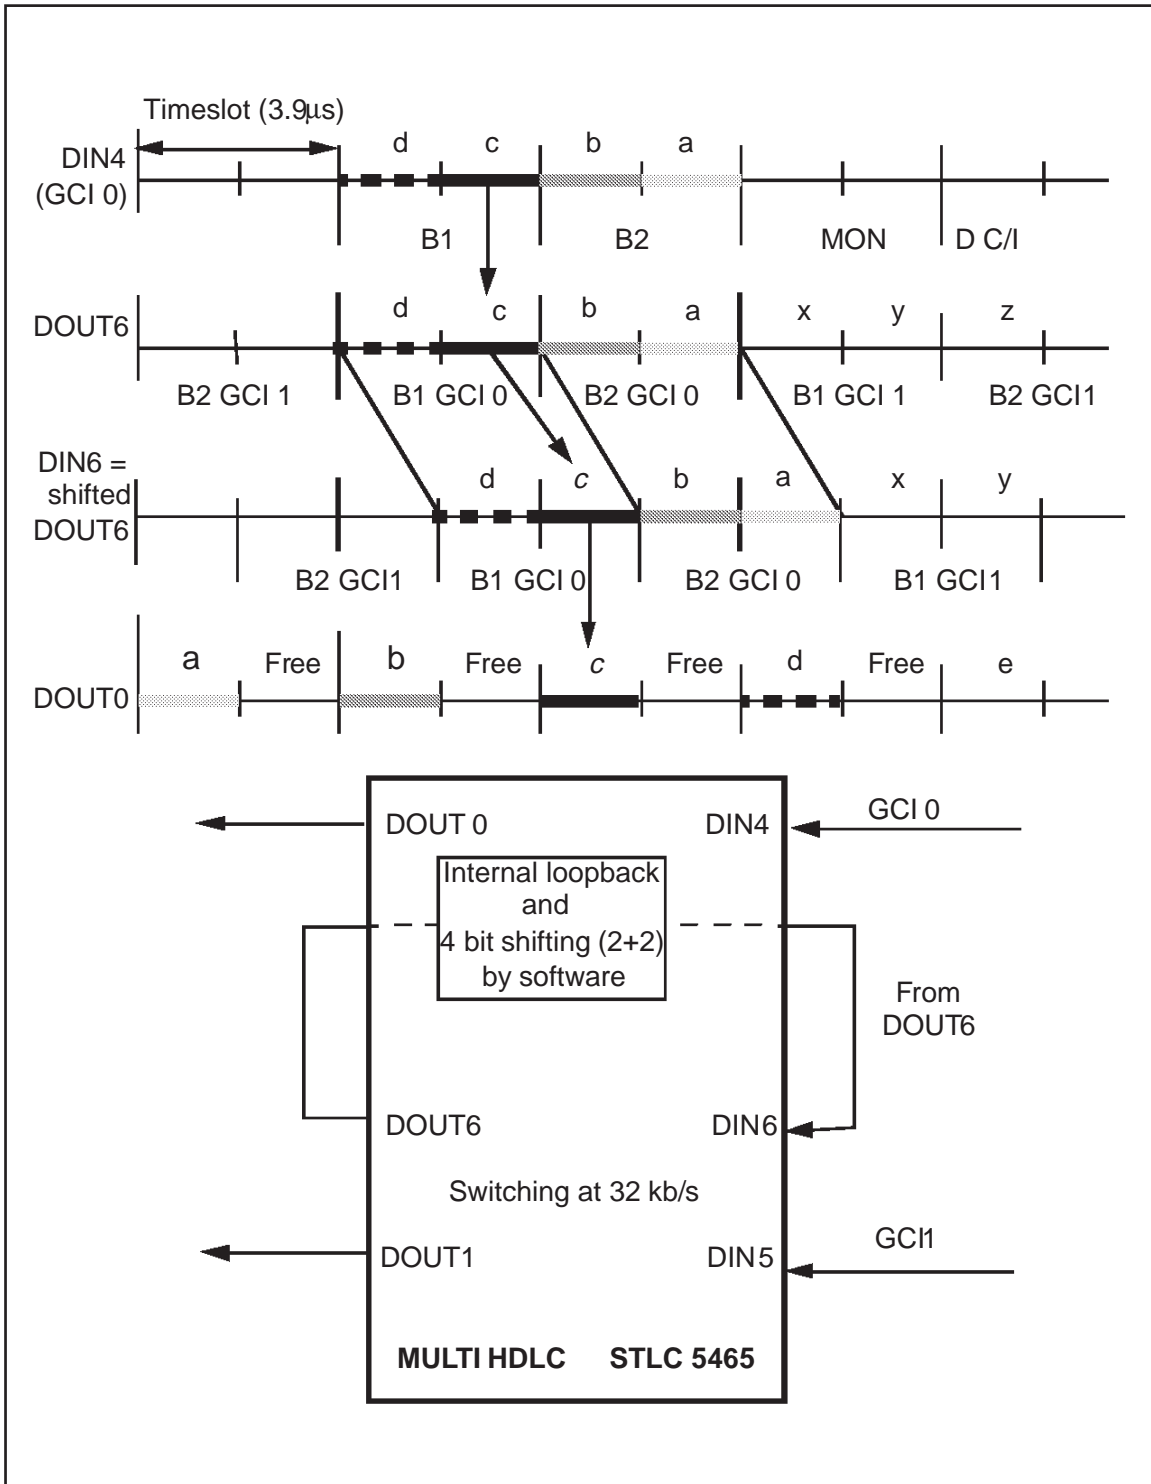 Timeslot (3.9µs)
d c b a
DIN4
(GCI 0)
B1 B2 MON D C/I
d c b a x y z
DOUT6
B2 GCI 1 B1 GCI 0 B2 GCI 0 B1 GCI 1 B2 GCI1
DIN6 =
shifted
DOUT6
d c b a x y
B2 GCI1 B1 GCI 0 B2 GCI 0 B1 GCI1
a Free b Free c Free d Free e
DOUT0
DOUT 0 DIN4 GCI 0
Internal loopback
and
4 bit shifting (2+2)
by software
From
DOUT6
DOUT6 DIN6
Switching at 32 kb/s
DOUT1 DIN5 GCI1
MULTI HDLC STLC 5465